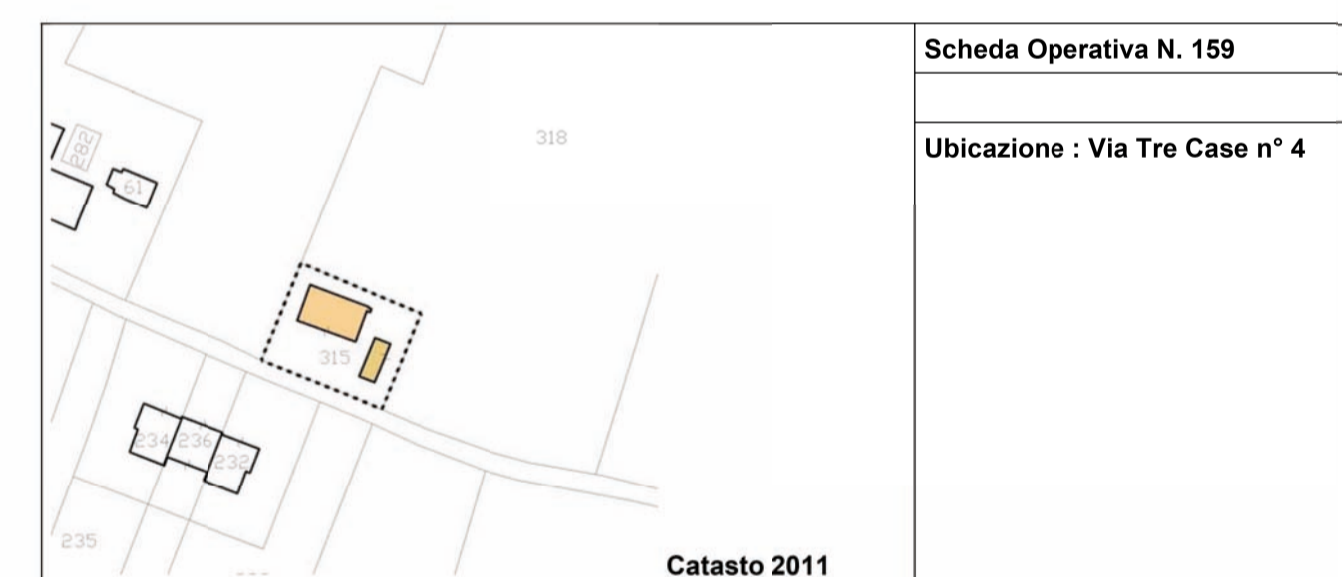 Scheda Operativa N. 159
Ubicazione : Via Tre Case n° 4
318
282
61
315
234 236 232
235
Catasto 2011